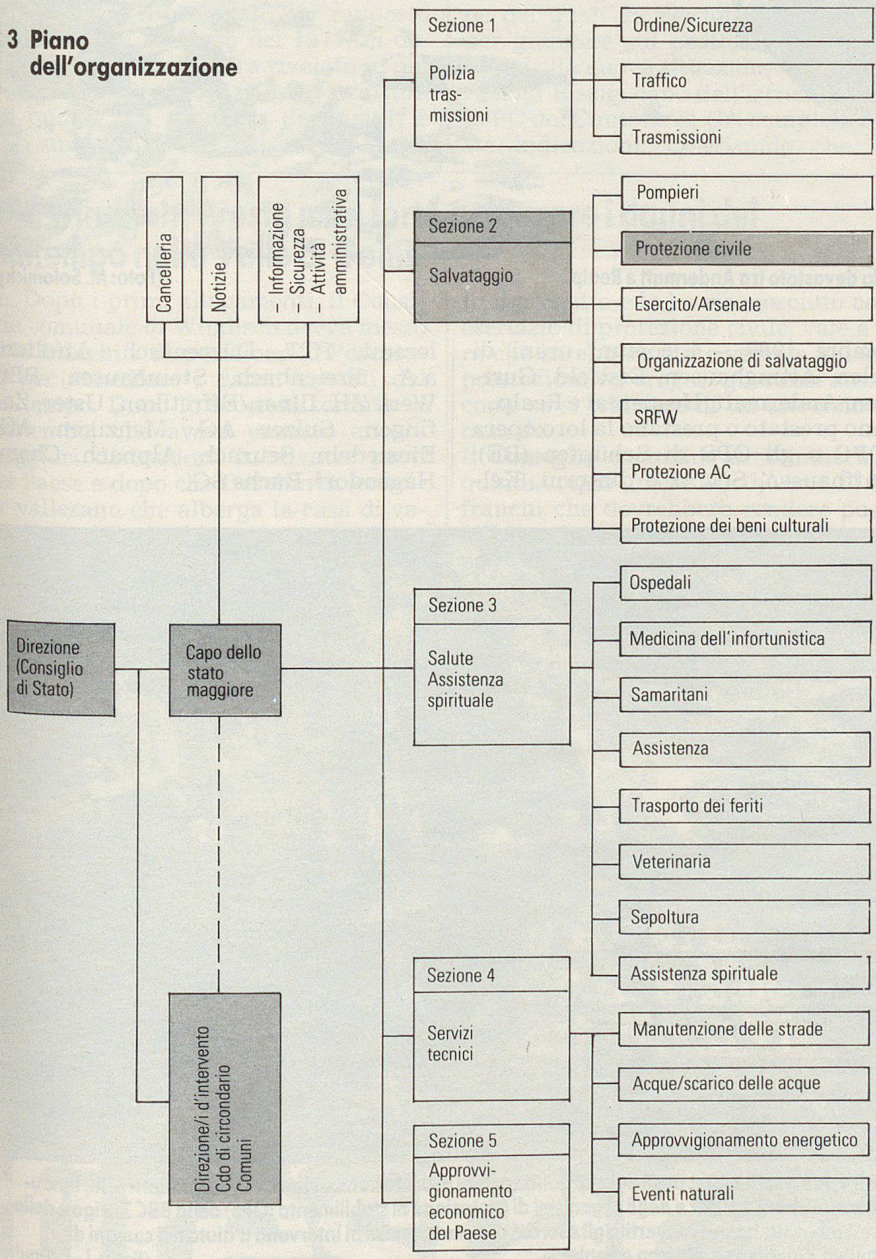 3 Piano
dell'organizzazione
Cancelleria
Notizie
– Informazione
– Sicurezza
– Attività
amministrativa
Direzione
(Consiglio
di Stato)
Capo dello
stato
maggiore
Direzione/i d'intervento
Cdo di circondario
Comuni
Sezione 1
Polizia
tras-
missioni
Ordine/Sicurezza
Traffico
Trasmissioni
Sezione 2
Salvataggio
Pompieri
Protezione civile
Esercito/Arsenale
Organizzazione di salvataggio
SRFW
Protezione AC
Protezione dei beni culturali
Sezione 3
Salute
Assistenza
spirituale
Ospedali
Medicina dell'infortunistica
Samaritani
Assistenza
Trasporto dei feriti
Veterinaria
Sepoltura
Assistenza spirituale
Sezione 4
Servizi
tecnici
Manutenzione delle strade
Acque/scarico delle acque
Approvvigionamento energetico
Eventi naturali
Sezione 5
Approvvi-
gionamento
economico
del Paese